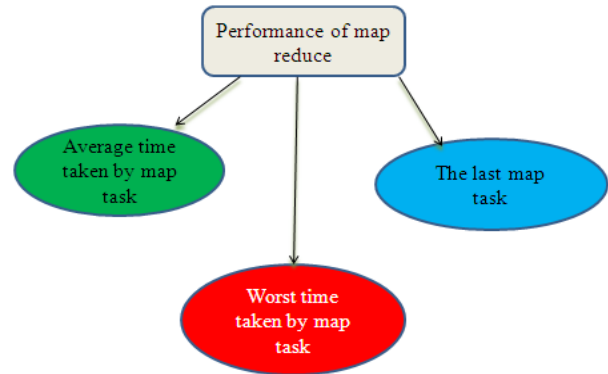 Performance of map
reduce
Average time
taken by map
task
The last map
task
Worst time
taken by map
task